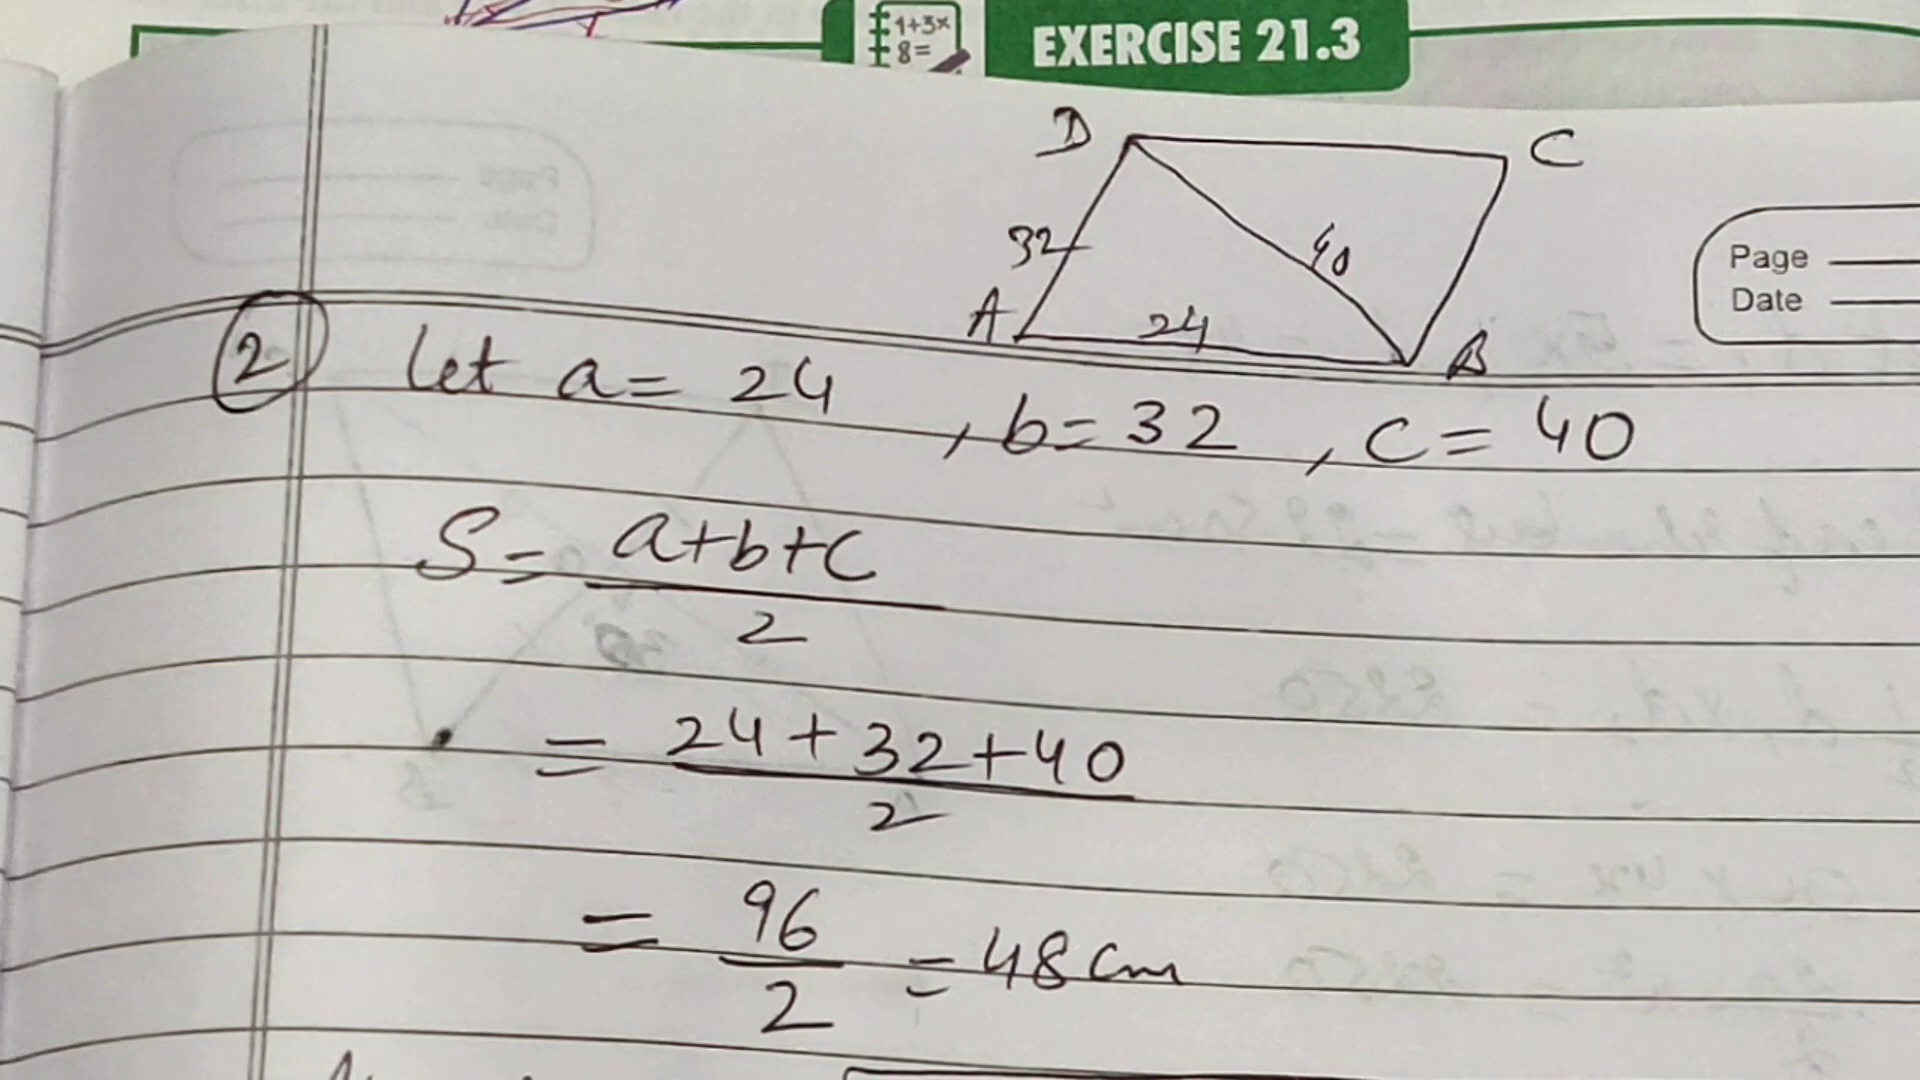 1+3x
8=
EXERCISE 21.3
D
C
32
40
A
24
B
Page
Date
2 Let a = 24 , b = 32 , c = 40
S = a+b+c
2
= 24 + 32 + 40
2
= 96 = 48 cm
2